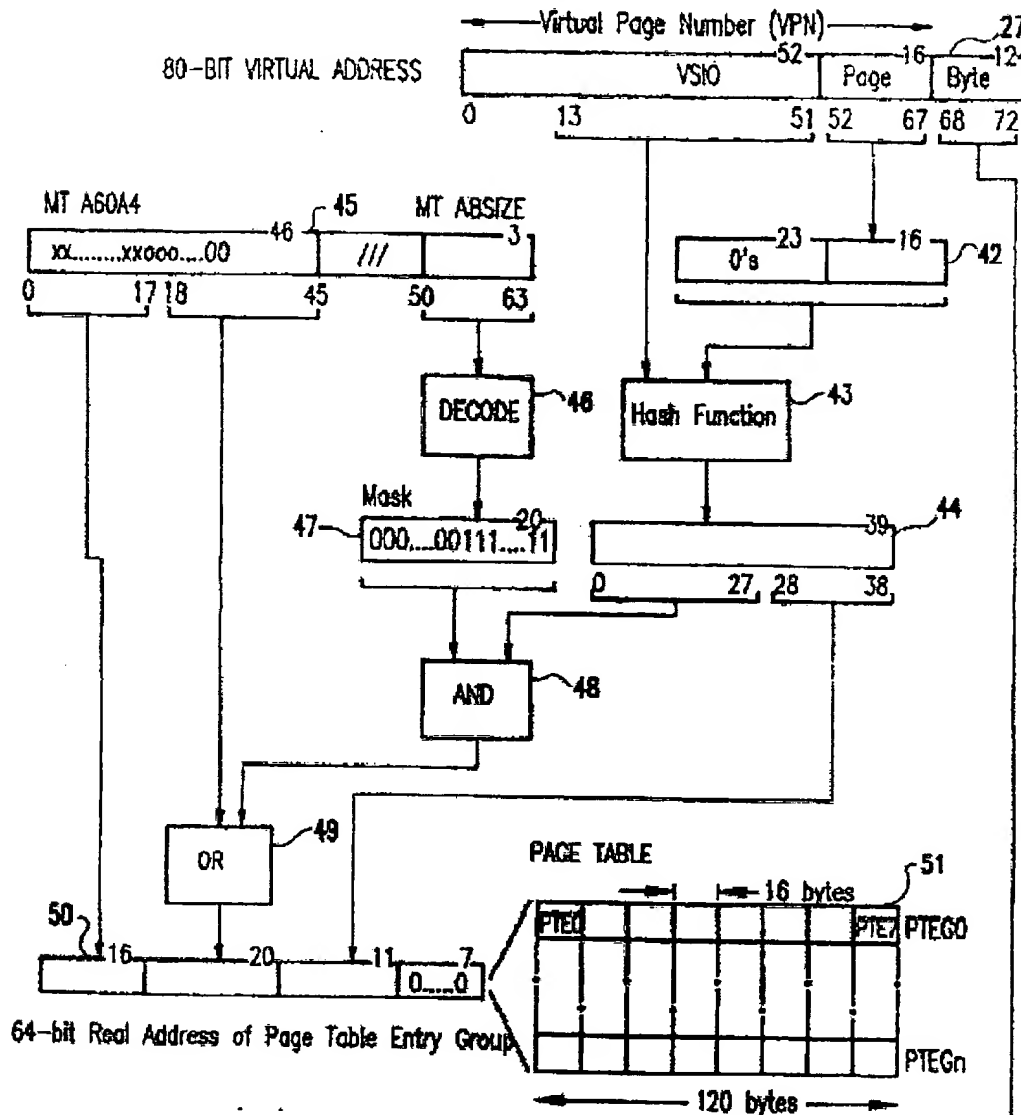 Virtual Page Number (VPN)
27
80-BIT VIRTUAL ADDRESS
VSIO 52 Page 16 Byte 12
0 13 51 52 67 68 72
MT A60A4 45 MT ABSIZE
xx........xxooo....00 46 /// 3
0 17 18 45 50 63
0's 23 16 42
DECODE 46
Hash Function 43
Mask
47 000....00111....11 20
39 44
0 27 28 38
AND 48
OR 49
PAGE TABLE
16 bytes 51
PTE0 PTE7 PTEG0
50 16 20 11 7
0.....0
64-bit Real Address of Page Table Entry Group
PTEGn
120 bytes